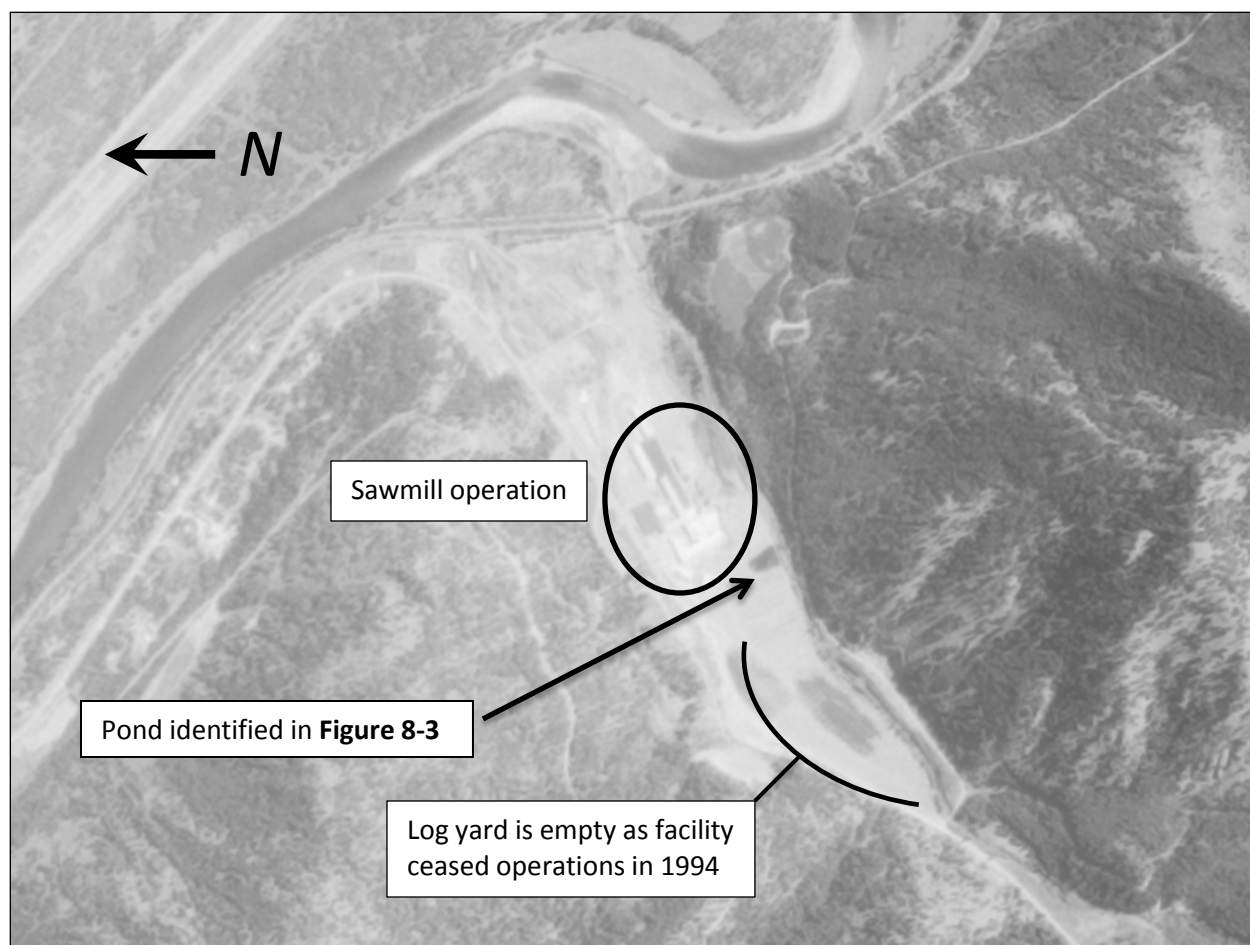 N
Sawmill operation
Pond identified in Figure 8-3
Log yard is empty as facility
ceased operations in 1994